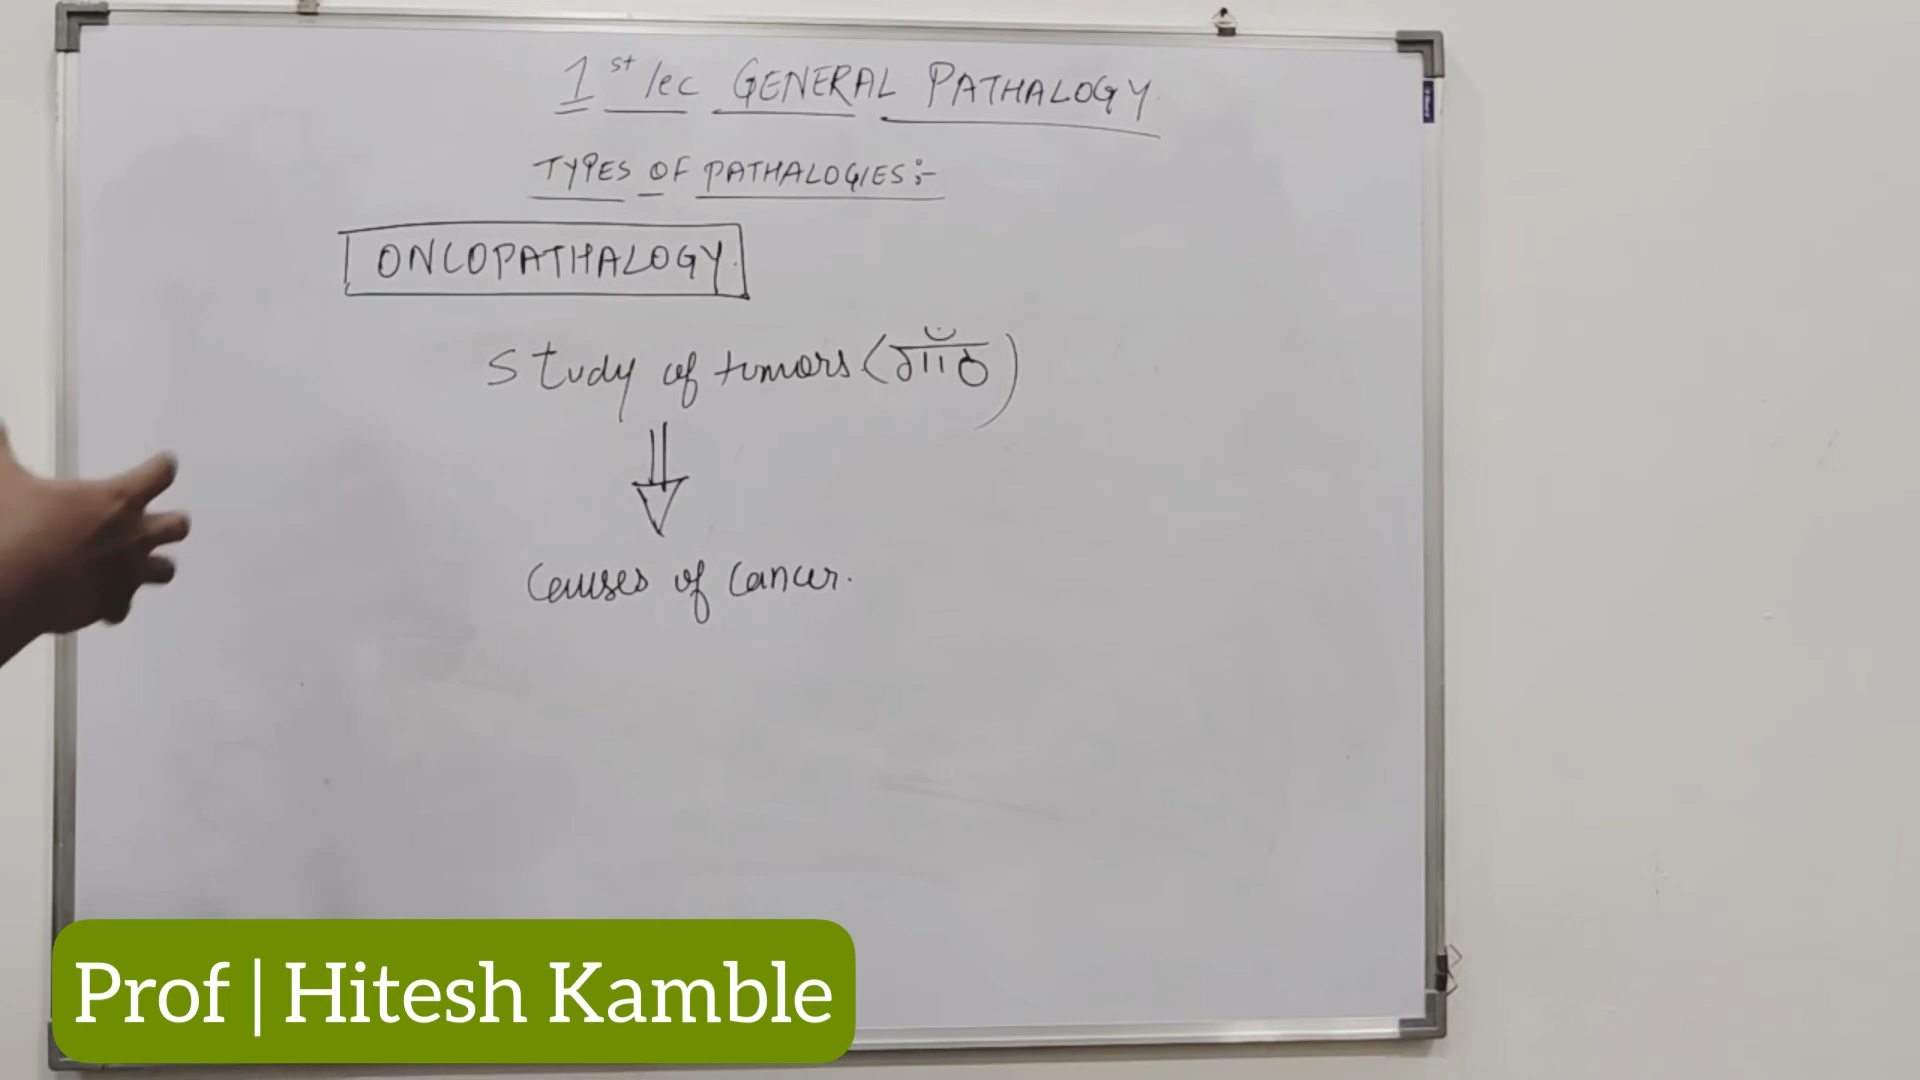 1st lec GENERAL PATHALOGY
TYPES OF PATHALOGIES:-
ONCOPATHALOGY
Study of tumors (गाँठ)
Causes of cancer.
Prof | Hitesh Kamble